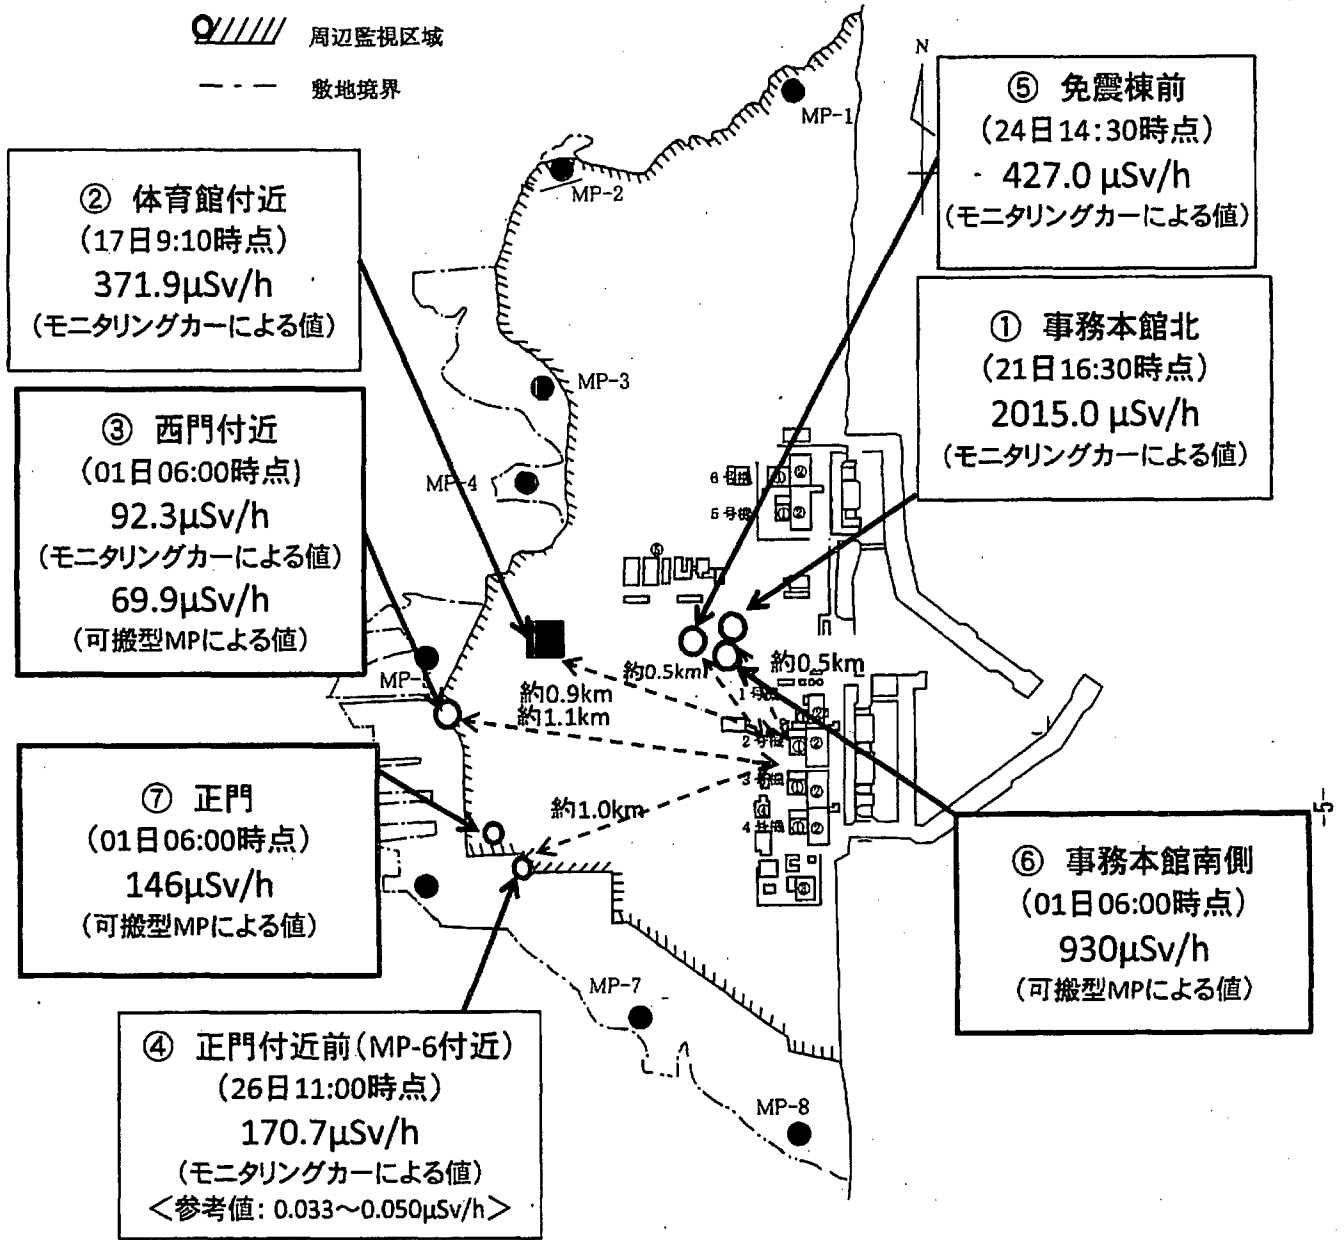 周辺監視区域
敷地境界
N
MP-1
MP-2
MP-3
MP-4
MP-
MP-7
MP-8
⑤ 免震棟前
(24日14:30時点)
427.0 μSv/h
(モニタリングカーによる値)
② 体育館付近
(17日9:10時点)
371.9μSv/h
(モニタリングカーによる値)
① 事務本館北
(21日16:30時点)
2015.0 μSv/h
(モニタリングカーによる値)
③ 西門付近
(01日06:00時点)
92.3μSv/h
(モニタリングカーによる値)
69.9μSv/h
(可搬型MPによる値)
6号機
5号機
約0.5km
約0.5km
約0.9km
約1.1km
1号機
2号機
3号機
4号機
約1.0km
⑦ 正門
(01日06:00時点)
146μSv/h
(可搬型MPによる値)
⑥ 事務本館南側
(01日06:00時点)
930μSv/h
(可搬型MPによる値)
④ 正門付近前(MP-6付近)
(26日11:00時点)
170.7μSv/h
(モニタリングカーによる値)
<参考値: 0.033～0.050μSv/h>
-5-